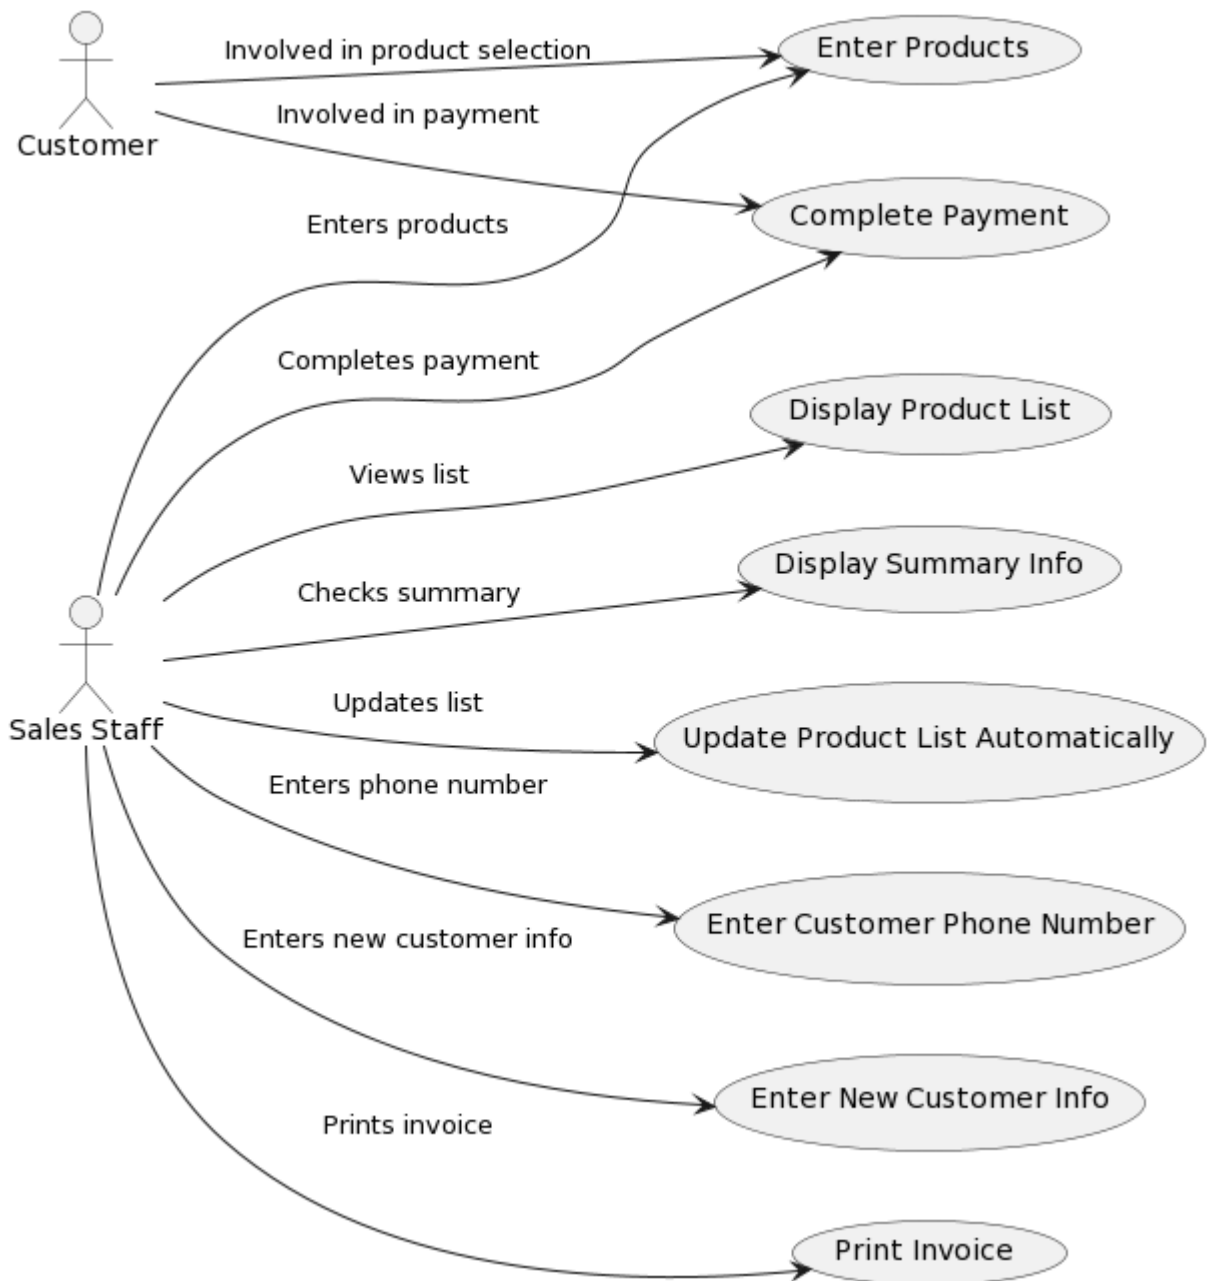 Involved in product selection
Enter Products
Involved in payment
Customer
Enters products
Complete Payment
Completes payment
Display Product List
Views list
Display Summary Info
Checks summary
Updates list
Sales Staff
Update Product List Automatically
Enters phone number
Enter Customer Phone Number
Enters new customer info
Enter New Customer Info
Prints invoice
Print Invoice